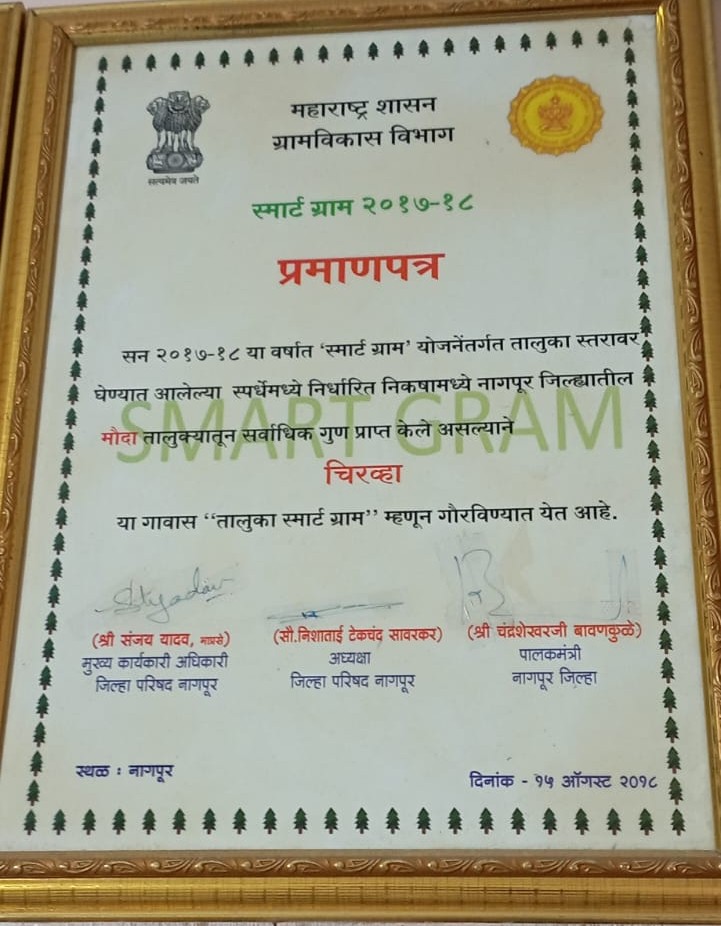 महाराष्ट्र शासन
ग्रामविकास विभाग
सत्यमेव जयते
स्मार्ट ग्राम २०१७-१८
प्रमाणपत्र
सन २०१७-१८ या वर्षात ‘स्मार्ट ग्राम’ योजनेंतर्गत तालुका स्तरावर
घेण्यात आलेल्या स्पर्धेमध्ये निर्धारित निकषामध्ये नागपूर जिल्ह्यातील
SMART GRAM
मौदा तालुक्यातून सर्वाधिक गुण प्राप्त केले असल्याने
चिरव्हा
या गावास “तालुका स्मार्ट ग्राम” म्हणून गौरविण्यात येत आहे.
(श्री संजय यादव, भाप्रसे) (सौ.निशाताई टेकचंद सावरकर) (श्री चंद्रशेखरजी बावणकुळे)
मुख्य कार्यकारी अधिकारी अध्यक्षा पालकमंत्री
जिल्हा परिषद नागपूर जिल्हा परिषद नागपूर नागपूर जिल्हा
स्थळ : नागपूर दिनांक - १५ ऑगस्ट २०१८